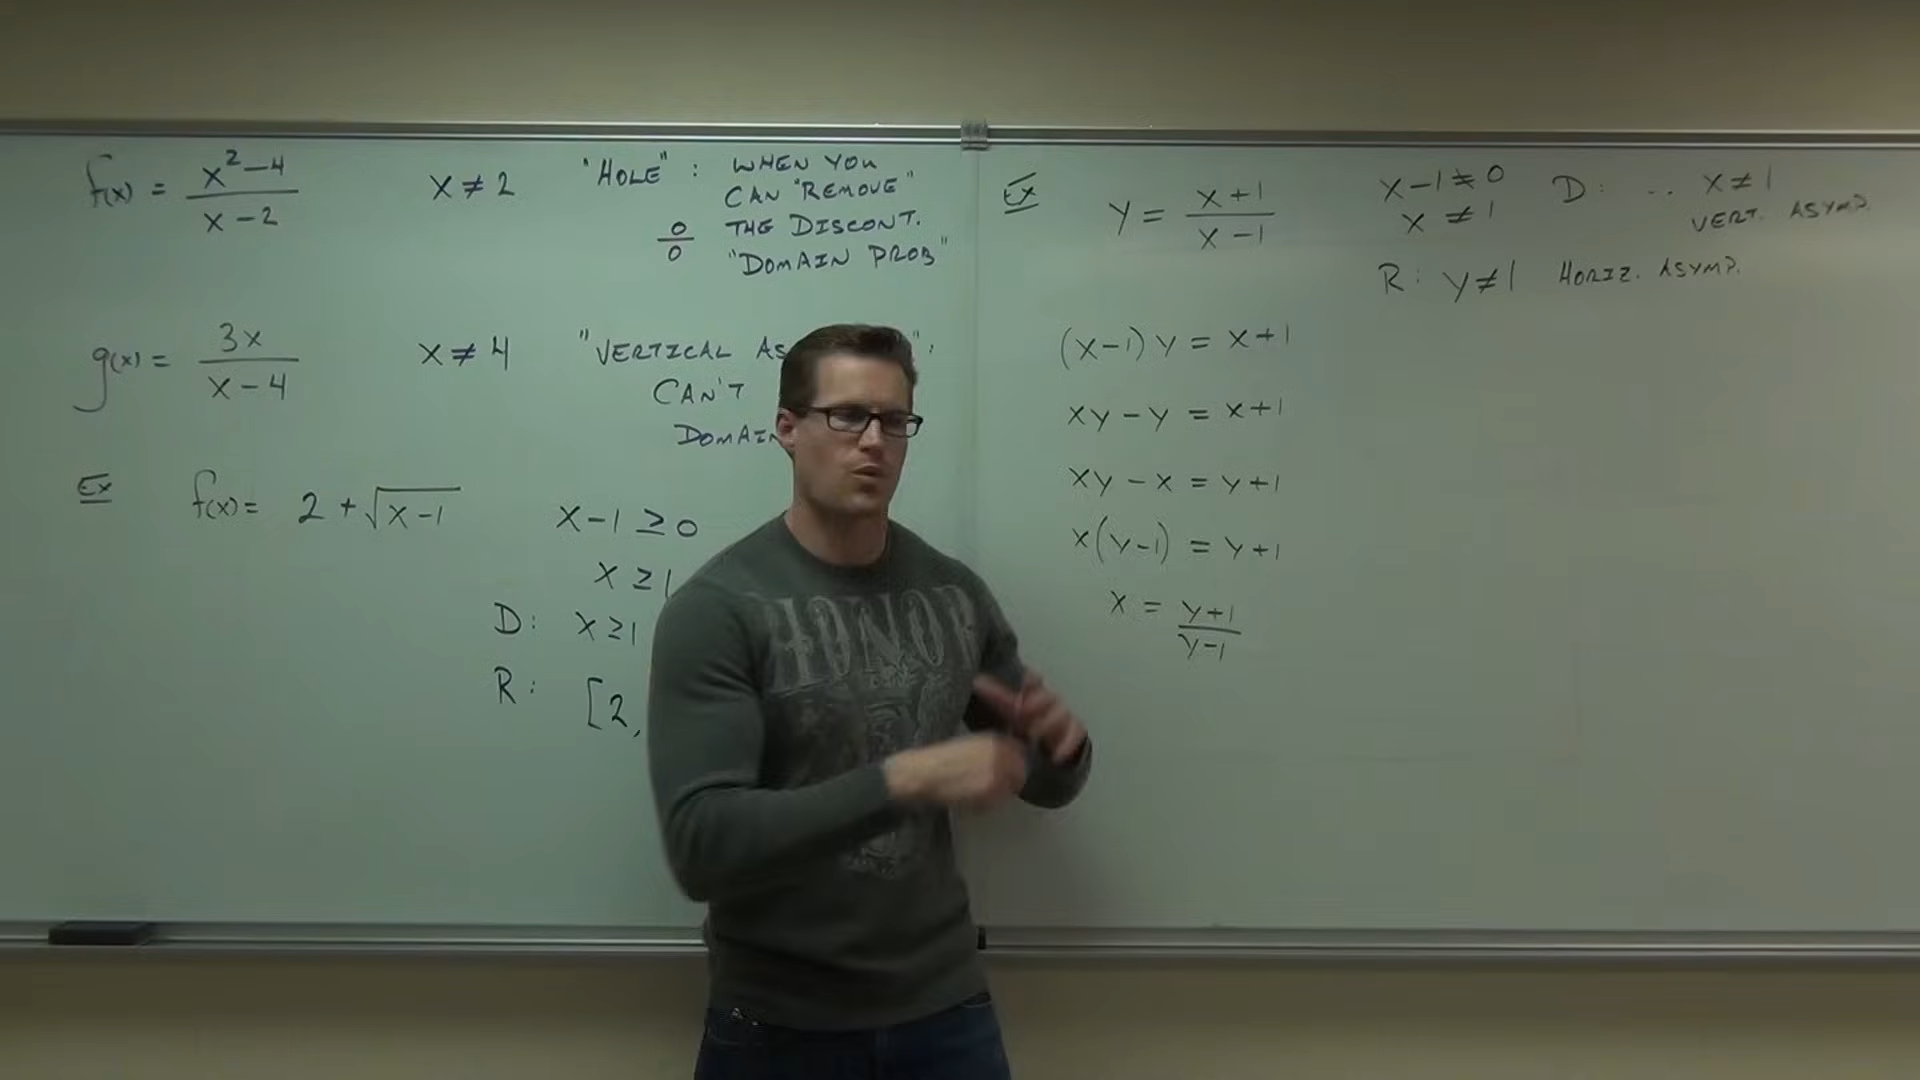 f(x) = x² - 4 / x - 2
x ≠ 2
"HOLE" : WHEN YOU
CAN "REMOVE"
THE DISCONT.
0/0
"DOMAIN PROB"
g(x) = 3x / x - 4
x ≠ 4
"VERTICAL
CAN'T
Ex
f(x) = 2 + √x - 1
x - 1 ≥ 0
x ≥ 1
D: x ≥ 1
R: [2,
Ex
y = x + 1 / x - 1
x - 1 ≠ 0
x ≠ 1
D: .. x ≠ 1
VERT. ASYMP.
R: y ≠ 1 HORIZ. ASYMP.
(x - 1) y = x + 1
xy - y = x + 1
xy - x = y + 1
x(y - 1) = y + 1
x = y + 1 / y - 1
HONOR